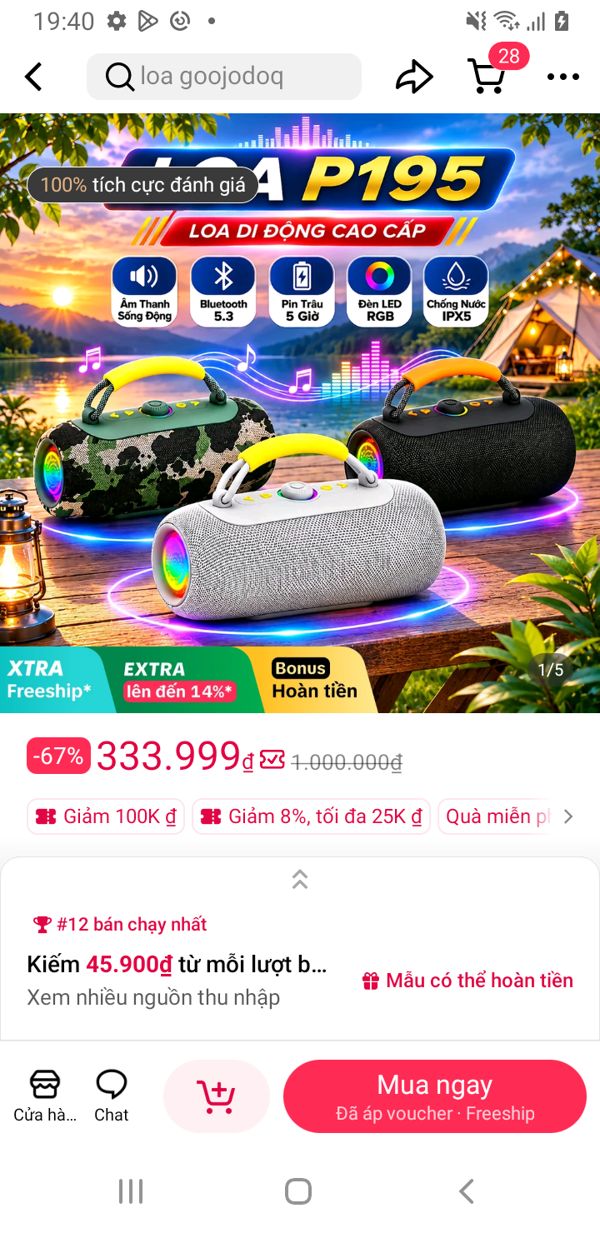 19:40
loa goojodoq
28
LOA P195
100% tích cực đánh giá
LOA DI ĐỘNG CAO CẤP
Âm Thanh
Sống Động
Bluetooth
5.3
Pin Trâu
5 Giờ
Đèn LED
RGB
Chống Nước
IPX5
XTRA
Freeship*
EXTRA
lên đến 14%*
Bonus
Hoàn tiền
1/5
-67% 333.999₫ 1.000.000₫
Giảm 100K ₫
Giảm 8%, tối đa 25K ₫
Quà miễn
#12 bán chạy nhất
Kiếm 45.900₫ từ mỗi lượt b...
Mẫu có thể hoàn tiền
Xem nhiều nguồn thu nhập
Cửa hà...
Chat
Mua ngay
Đã áp voucher · Freeship